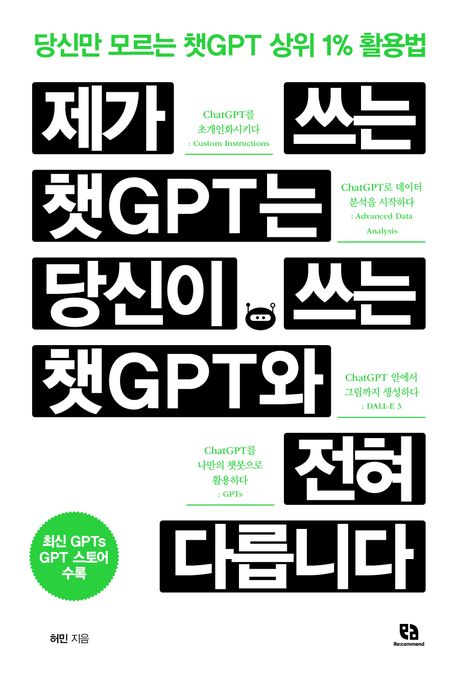 당신만 모르는 챗GPT 상위 1% 활용법
제가 쓰는
ChatGPT를
초개인화시키다
: Custom Instructions
챗GPT는
ChatGPT로 데이터
분석을 시작하다
: Advanced Data
Analysis
당신이 쓰는
챗GPT와
ChatGPT 안에서
그림까지 생성하다
: DALL·E 3
ChatGPT를
나만의 챗봇으로
활용하다
: GPTs
전혀
다릅니다
최신 GPTs
GPT 스토어
수록
허민 지음
Re:commend